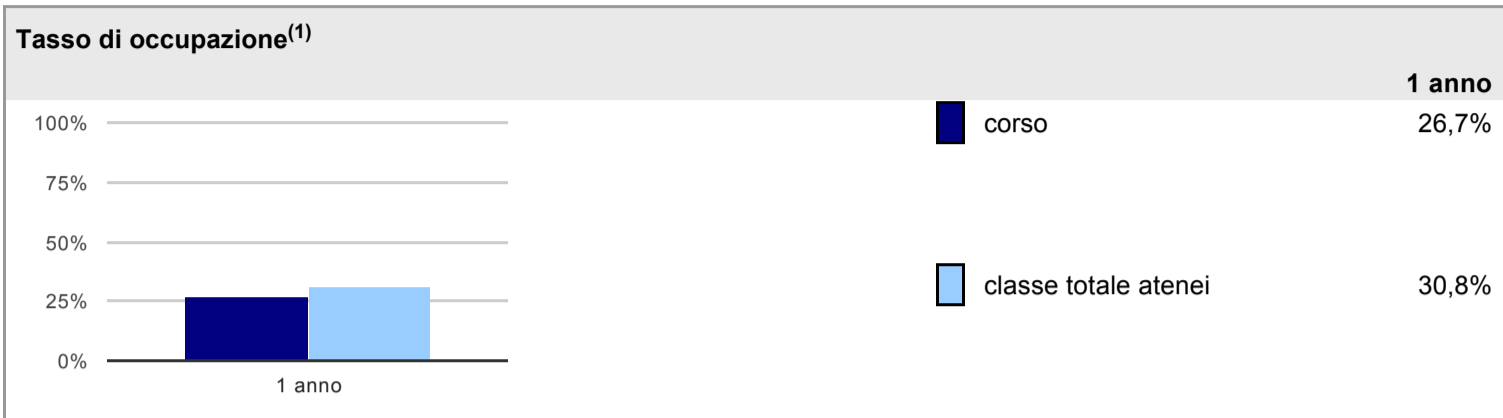 Tasso di occupazione(1)
1 anno
100%
75%
50%
25%
0%
1 anno
corso 26,7%
classe totale atenei 30,8%